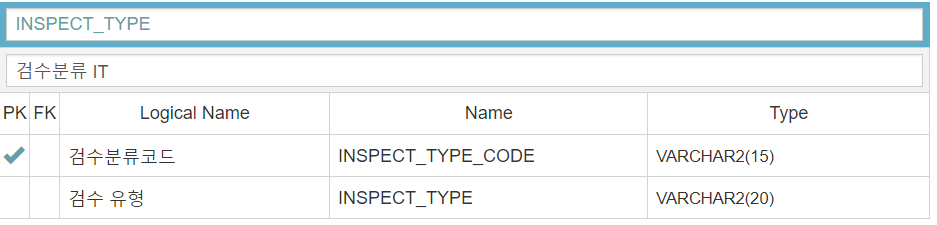 INSPECT_TYPE
검수분류 IT
PK FK Logical Name Name Type
검수분류코드 INSPECT_TYPE_CODE VARCHAR2(15)
검수 유형 INSPECT_TYPE VARCHAR2(20)